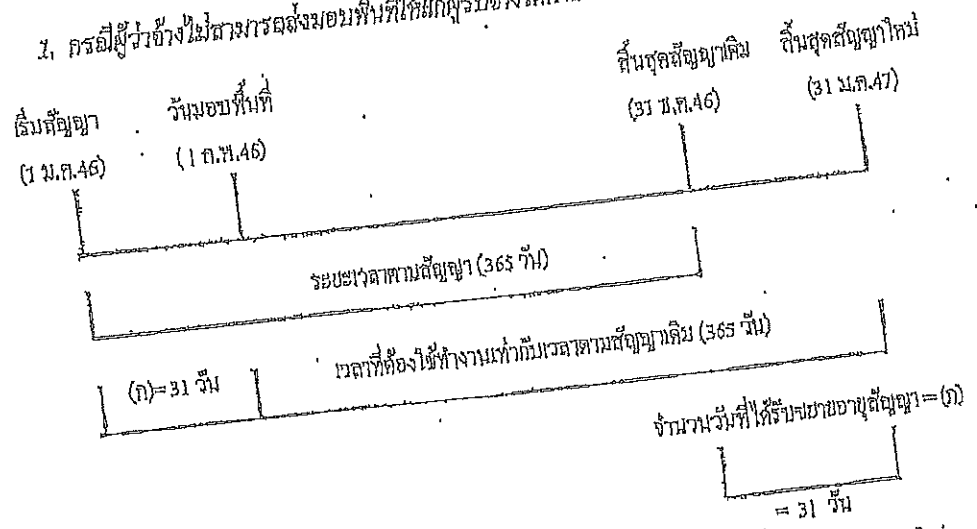 1. กรณีผู้ว่าจ้างไม่สามารถส่งมอบพื้นที่ให้แก่ผู้รับจ้าง
เริ่มสัญญา วันมอบพื้นที่ สิ้นสุดสัญญาเดิม สิ้นสุดสัญญาใหม่
(1 ม.ค.46) (1 ก.พ.46) (31 ธ.ค.46) (31 ม.ค.47)
ระยะเวลาตามสัญญา (365 วัน)
(ก)=31 วัน เวลาที่ต้องใช้ทำงานเท่ากับเวลาตามสัญญาเดิม (365 วัน)
จำนวนวันที่ได้รับขยายอายุสัญญา = (ก)
= 31 วัน